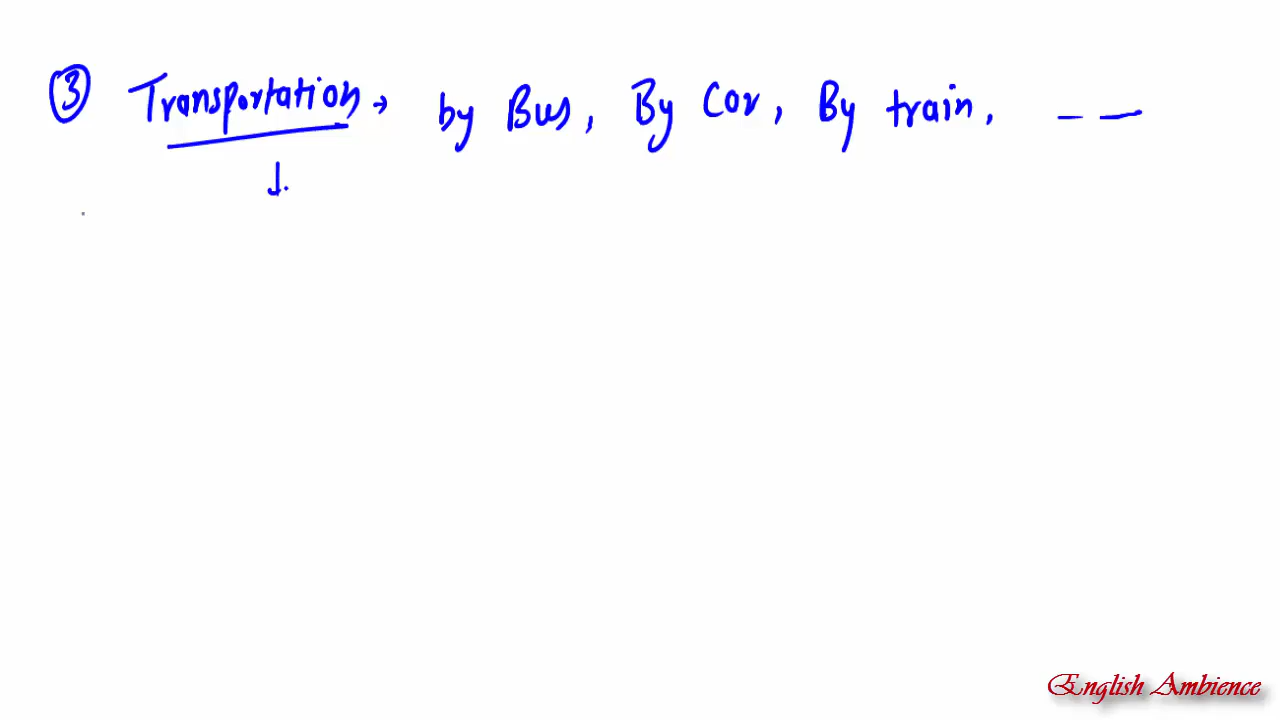 ③ Transportation → by Bus, By Car, By train, – —
↓
English Ambience